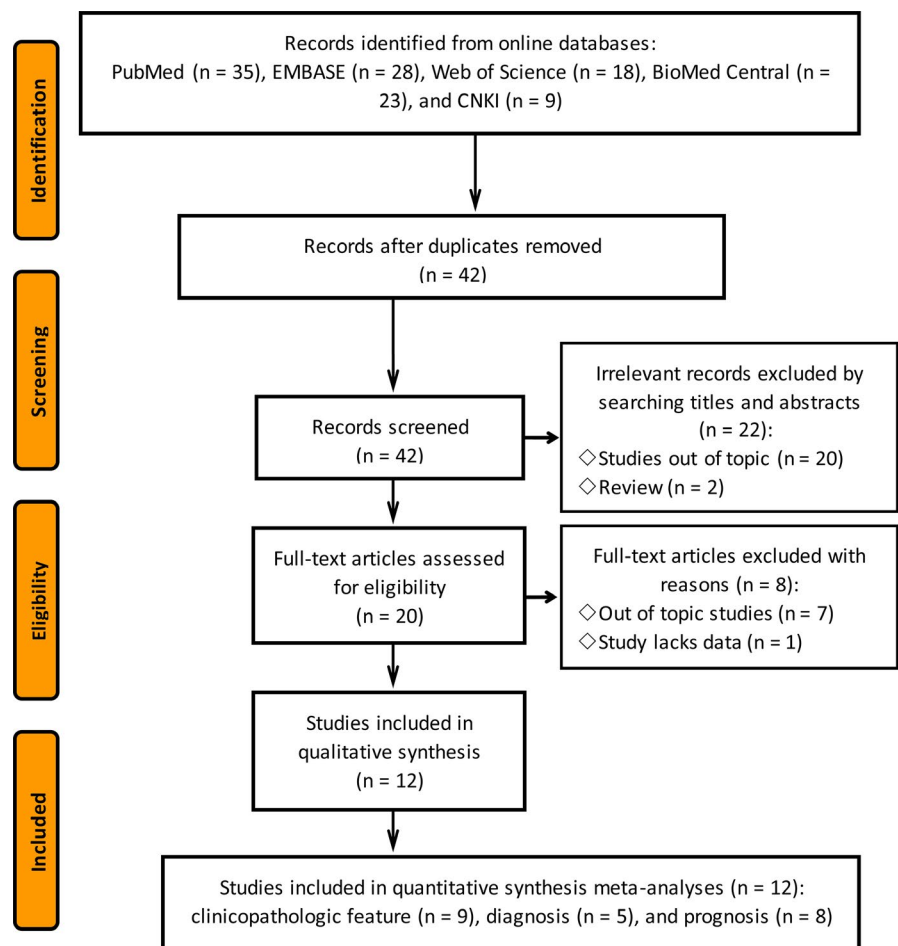 Identification
Records identified from online databases:
PubMed (n = 35), EMBASE (n = 28), Web of Science (n = 18), BioMed Central (n =
23), and CNKI (n = 9)
Records after duplicates removed
(n = 42)
Screening
Records screened
(n = 42)
Irrelevant records excluded by
searching titles and abstracts
(n = 22):
◇Studies out of topic (n = 20)
◇Review (n = 2)
Eligibility
Full-text articles assessed
for eligibility
(n = 20)
Full-text articles excluded with
reasons (n = 8):
◇Out of topic studies (n = 7)
◇Study lacks data (n = 1)
Included
Studies included in
qualitative synthesis
(n = 12)
Studies included in quantitative synthesis meta-analyses (n = 12):
clinicopathologic feature (n = 9), diagnosis (n = 5), and prognosis (n = 8)